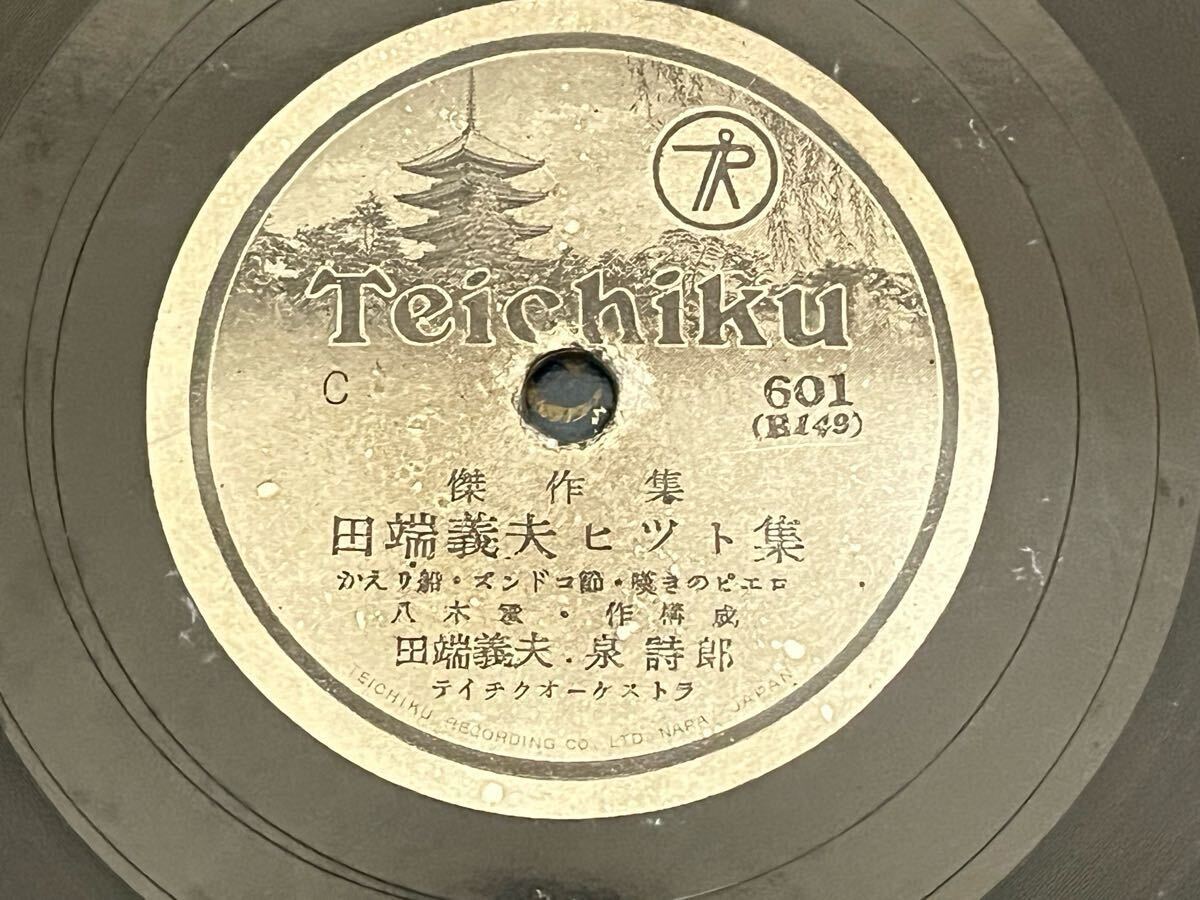 Teichiku
C
601
(B149)
傑作集
田端義夫ヒット集
かえり船・ズンドコ節・嘆きのピエロ
八木 ・作構成
田端義夫・泉詩郎
テイチクオーケストラ
TEICHIKU RECORDING CO. LTD. NARA, JAPAN.